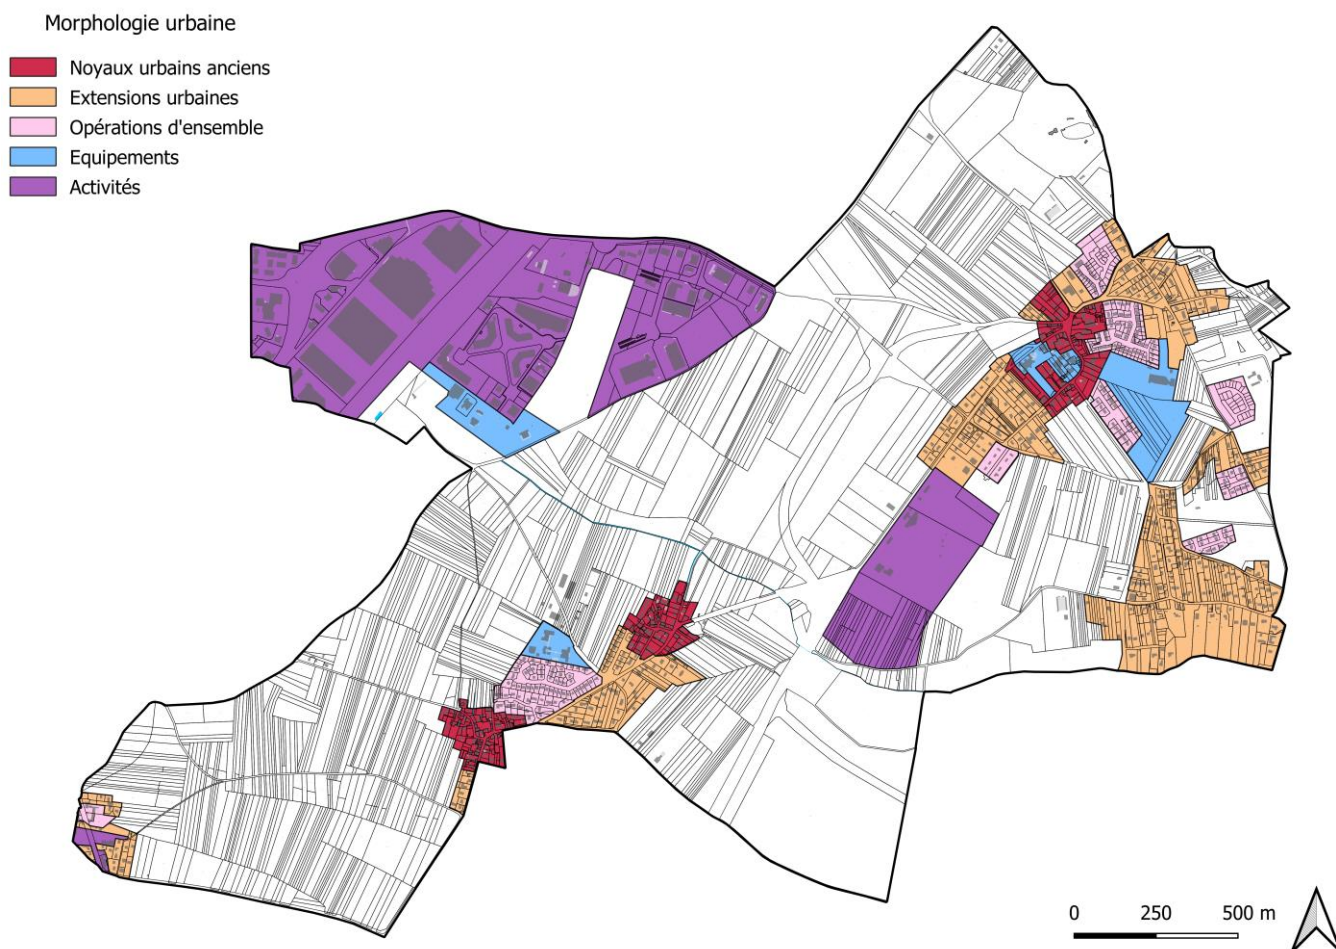 Morphologie urbaine
Noyaux urbains anciens
Extensions urbaines
Opérations d'ensemble
Equipements
Activités
0 250 500 m